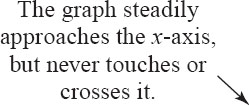 The graph steadily
approaches the x-axis,
but never touches or
crosses it.